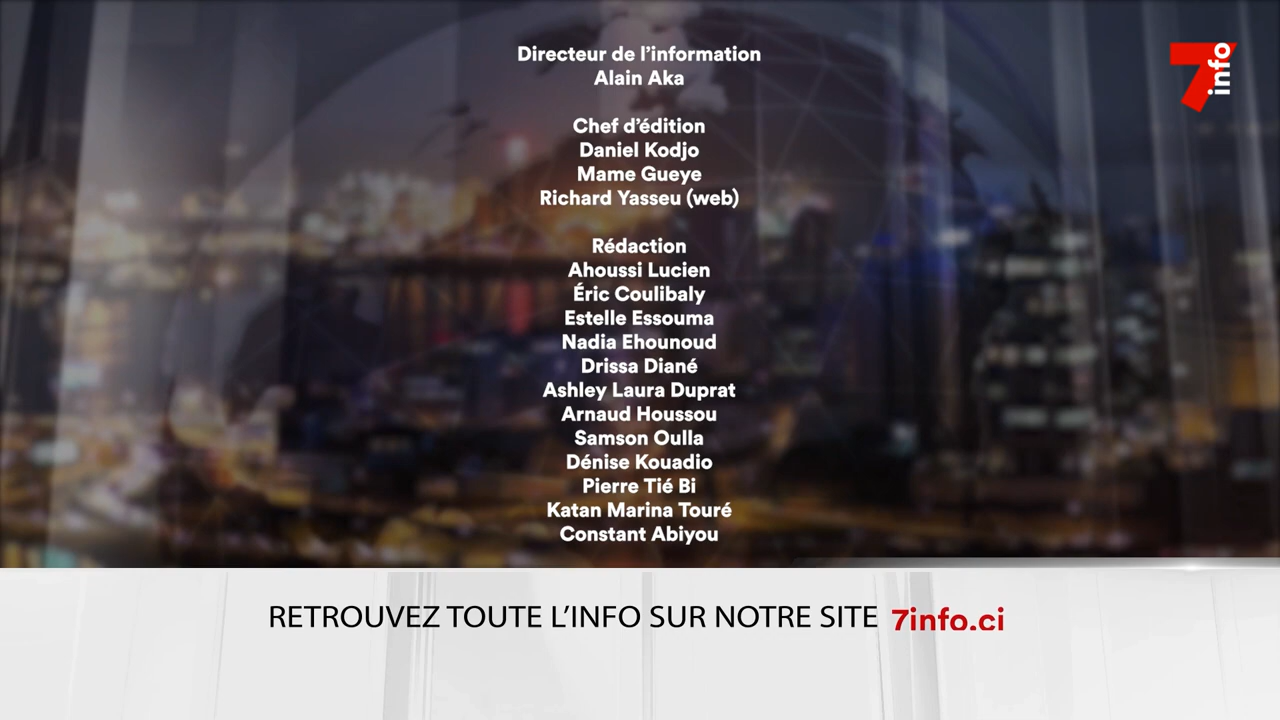 Directeur de l'information
Alain Aka
Chef d'édition
Daniel Kodjo
Mame Gueye
Richard Yasseu (web)
Rédaction
Ahoussi Lucien
Éric Coulibaly
Estelle Essouma
Nadia Ehounoud
Drissa Diané
Ashley Laura Duprat
Arnaud Houssou
Samson Oulla
Dénise Kouadio
Pierre Tié Bi
Katan Marina Touré
Constant Abiyou
7info
RETROUVEZ TOUTE L'INFO SUR NOTRE SITE 7info.ci